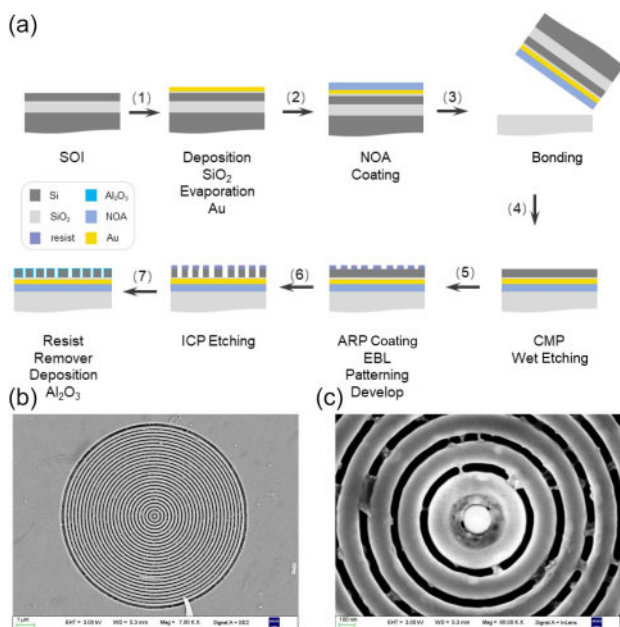 (a)
(1)
(2)
(3)
SOI
Deposition
SiO₂
Evaporation
Au
NOA
Coating
Bonding
Si
Al₂O₃
SiO₂
NOA
resist
Au
(4)
(7)
(6)
(5)
Resist
Remover
Deposition
Al₂O₃
ICP Etching
ARP Coating
EBL
Patterning
Develop
CMP
Wet Etching
(b)
(c)
1 µm
EHT = 3.00 kV
WD = 5.3 mm
Mag = 7.00 K X
Signal A = SE2
100 nm
EHT = 3.00 kV
WD = 5.3 mm
Mag = 60.00 K X
Signal A = InLens